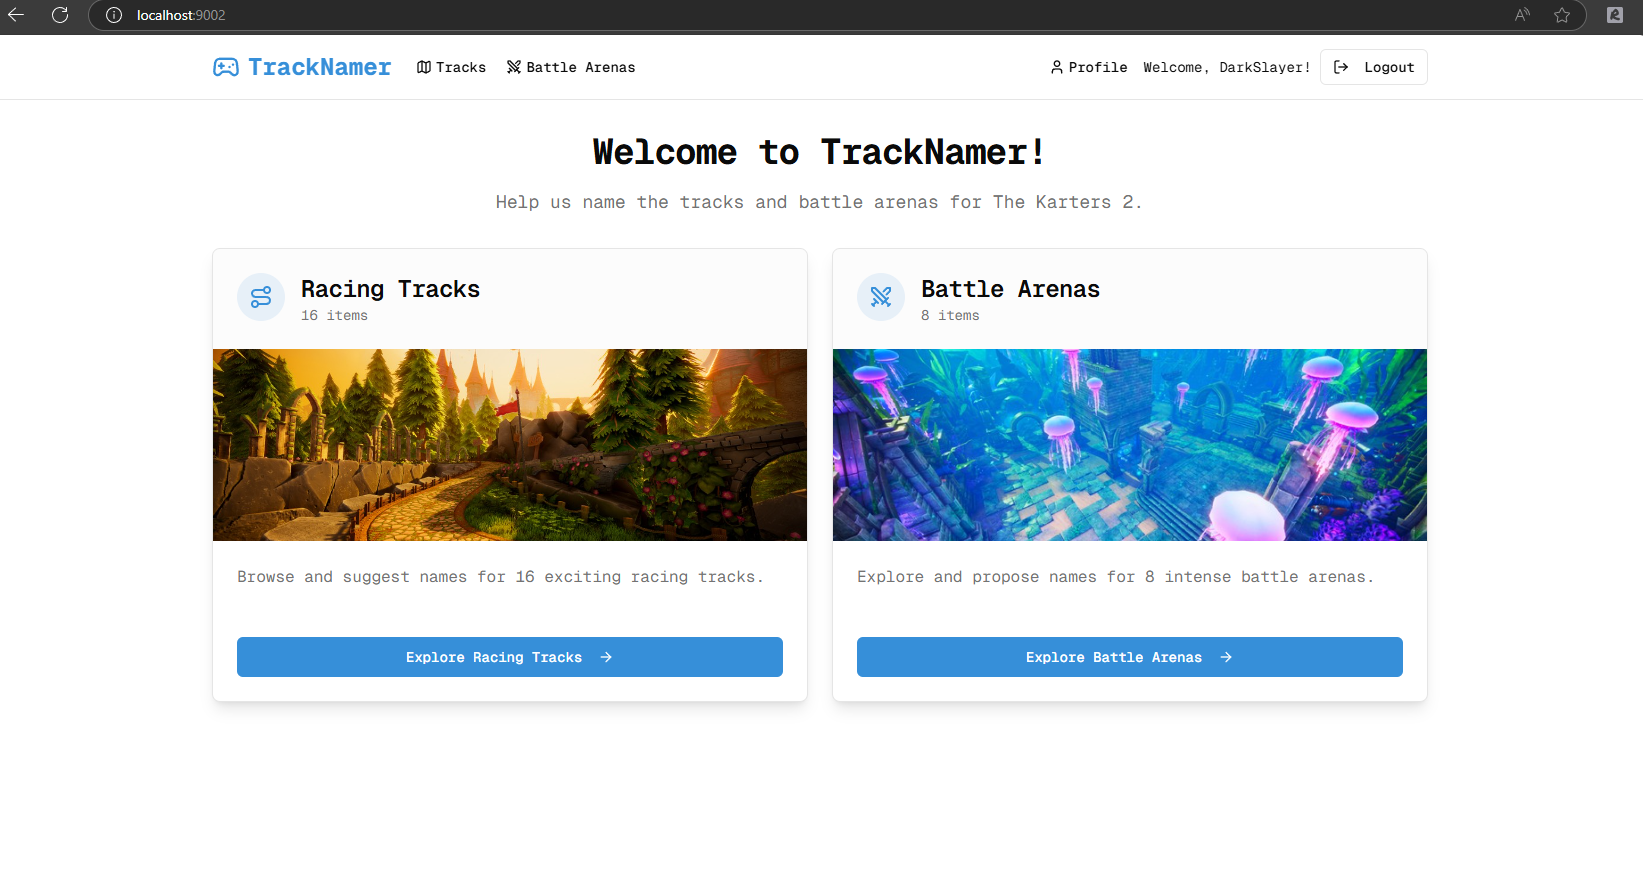 localhost:9002
TrackNamer
Tracks
Battle Arenas
Profile
Welcome, DarkSlayer!
Logout
Welcome to TrackNamer!
Help us name the tracks and battle arenas for The Karters 2.
Racing Tracks
16 items
Browse and suggest names for 16 exciting racing tracks.
Explore Racing Tracks
Battle Arenas
8 items
Explore and propose names for 8 intense battle arenas.
Explore Battle Arenas